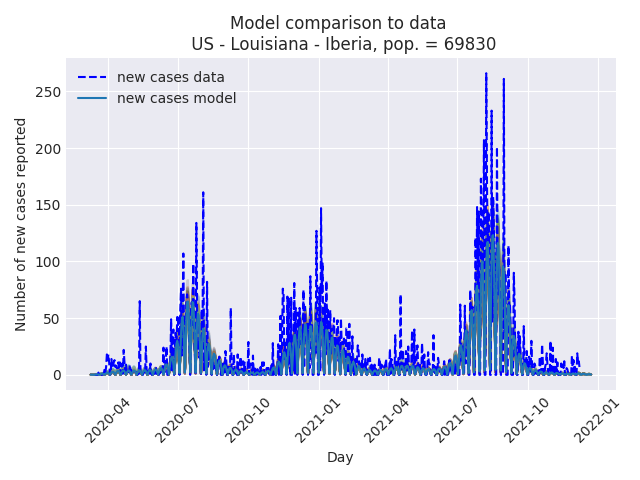 Model comparison to data
US - Louisiana - Iberia, pop. = 69830
new cases data
new cases model
Number of new cases reported
250
200
150
100
50
0
2020-04
2020-07
2020-10
2021-01
2021-04
2021-07
2021-10
2022-01
Day